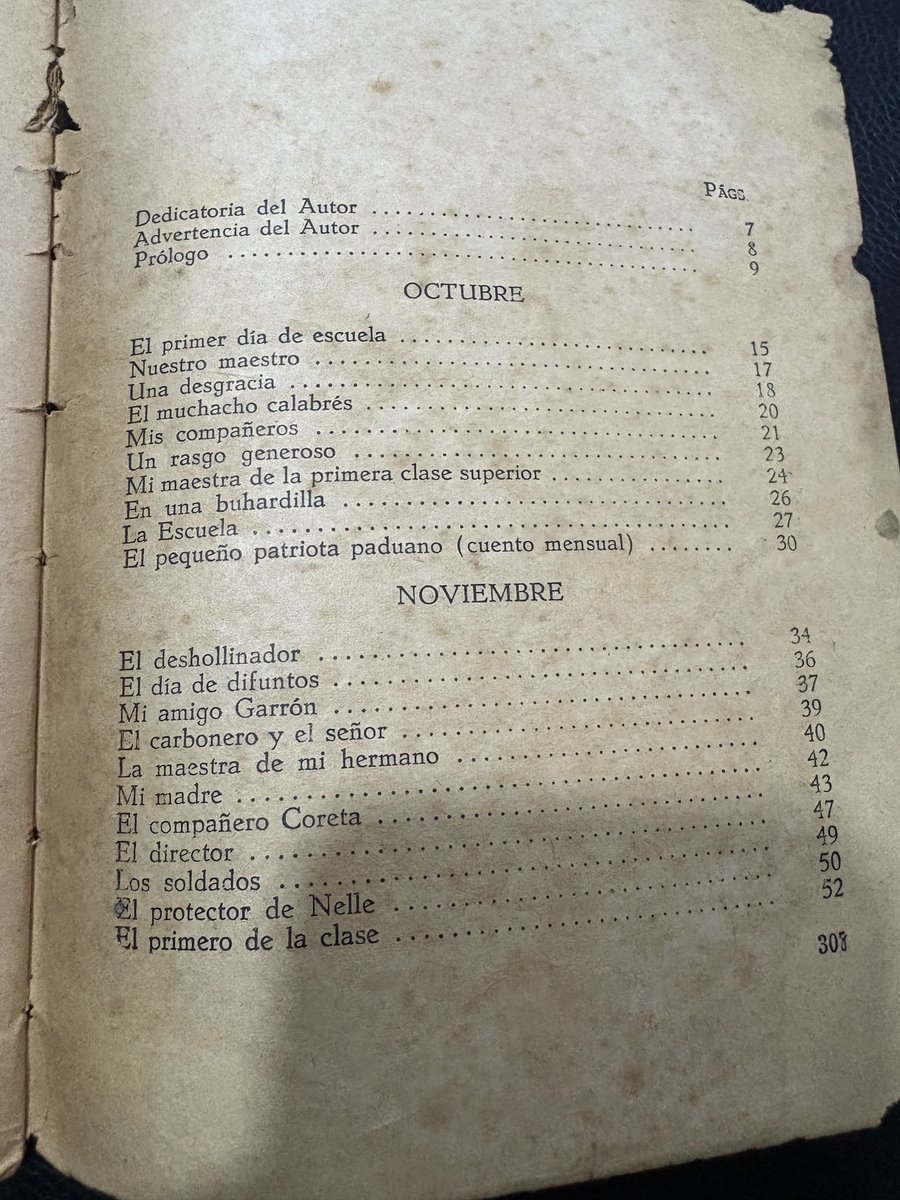 PÁGS.
Dedicatoria del Autor ........................ 7
Advertencia del Autor ........................ 8
Prólogo ........................ 9
OCTUBRE
El primer día de escuela ........................ 15
Nuestro maestro ........................ 17
Una desgracia ........................ 18
El muchacho calabrés ........................ 20
Mis compañeros ........................ 21
Un rasgo generoso ........................ 23
Mi maestra de la primera clase superior ........................ 24
En una buhardilla ........................ 26
La Escuela ........................ 27
El pequeño patriota paduano (cuento mensual) ........ 30
NOVIEMBRE
El deshollinador ........................ 34
El día de difuntos ........................ 36
Mi amigo Garrón ........................ 37
El carbonero y el señor ........................ 39
La maestra de mi hermano ........................ 40
Mi madre ........................ 42
El compañero Coreta ........................ 43
El director ........................ 47
Los soldados ........................ 49
El protector de Nelle ........................ 50
El primero de la clase ........................ 52